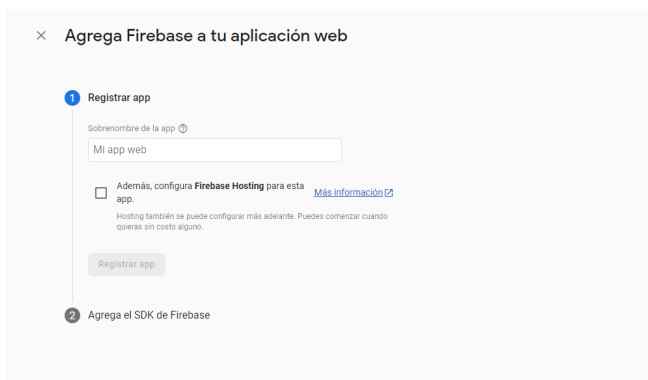 Agrega Firebase a tu aplicación web
1 Registrar app
Sobrenombre de la app
Mi app web
Además, configura Firebase Hosting para esta
app.
Más información
Hosting también se puede configurar más adelante. Puedes comenzar cuando
quieras sin costo alguno.
Registrar app
2 Agrega el SDK de Firebase